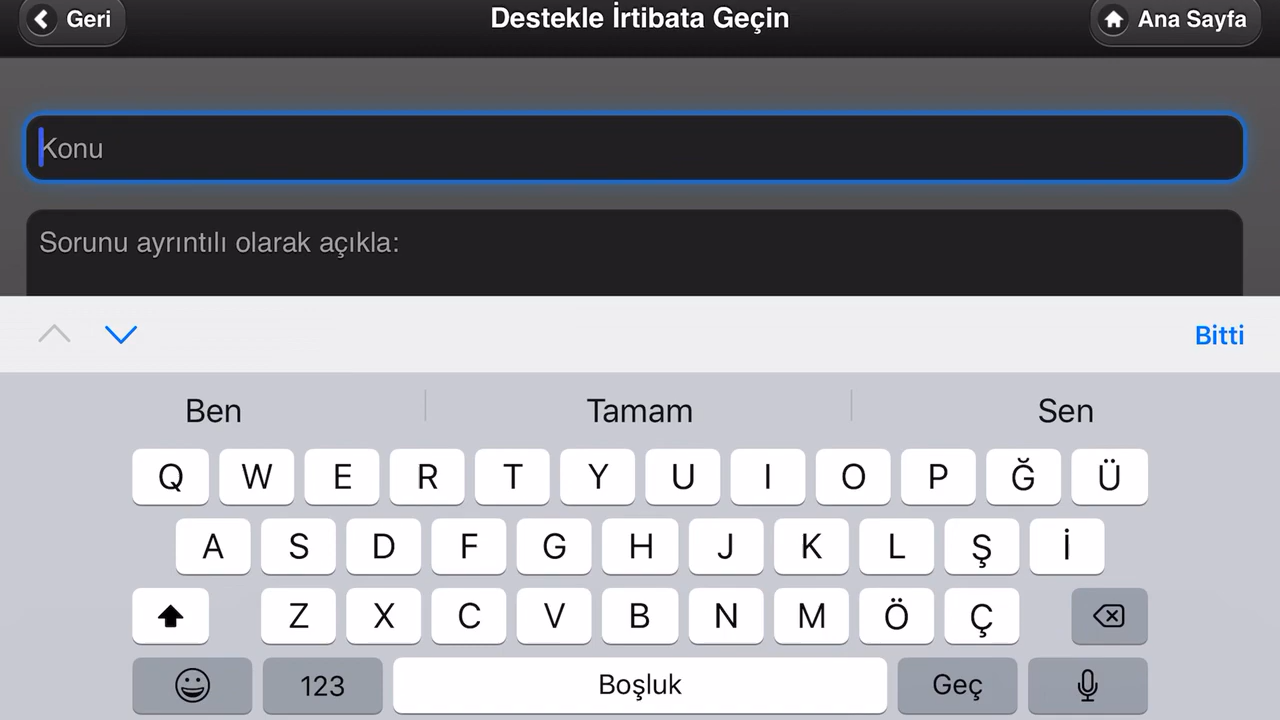 Geri
Destekle İrtibata Geçin
Ana Sayfa
Konu
Sorunu ayrıntılı olarak açıkla:
Bitti
Ben
Tamam
Sen
Q W E R T Y U I O P Ğ Ü
A S D F G H J K L Ş İ
Z X C V B N M Ö Ç
123
Boşluk
Geç